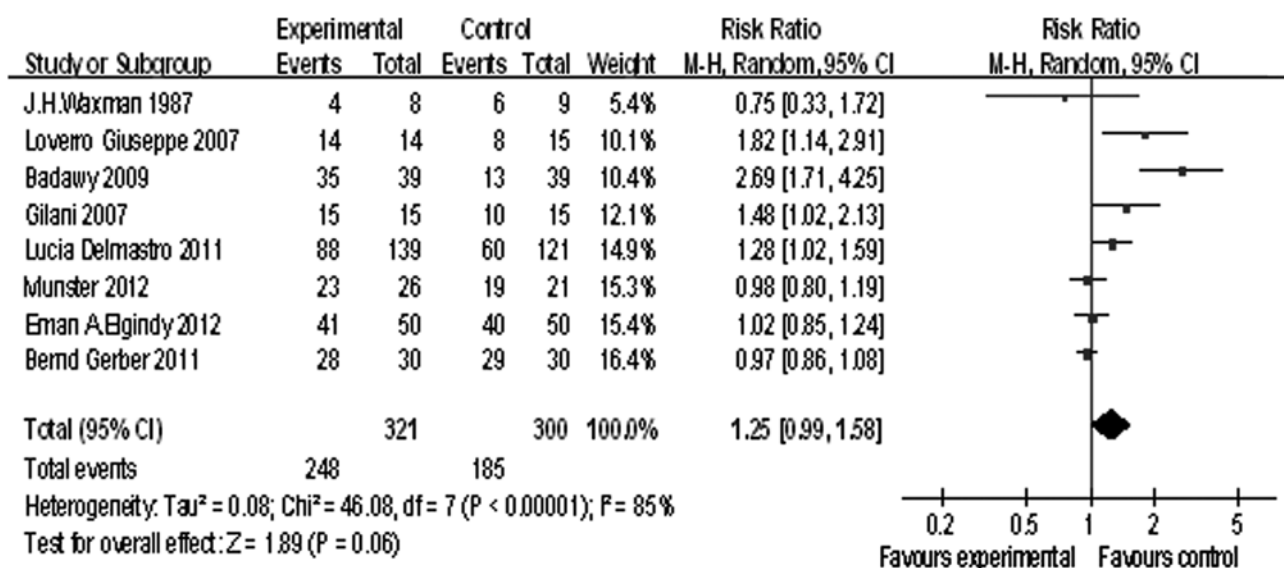 Experimental Control Risk Ratio Risk Ratio
Study or Subgroup Events Total Events Total Weight M-H, Random, 95% CI M-H, Random, 95% CI
J.H.Waxman 1987 4 8 6 9 5.4% 0.75 [0.33, 1.72]
Loverro Giuseppe 2007 14 14 8 15 10.1% 1.82 [1.14, 2.91]
Badawy 2009 35 39 13 39 10.4% 2.69 [1.71, 4.25]
Gilani 2007 15 15 10 15 12.1% 1.48 [1.02, 2.13]
Lucia Delmastro 2011 88 139 60 121 14.9% 1.28 [1.02, 1.59]
Munster 2012 23 26 19 21 15.3% 0.98 [0.80, 1.19]
Eman A.Elgindy 2012 41 50 40 50 15.4% 1.02 [0.85, 1.24]
Bernd Gerber 2011 28 30 29 30 16.4% 0.97 [0.86, 1.08]
Total (95% CI) 321 300 100.0% 1.25 [0.99, 1.58]
Total events 248 185
Heterogeneity: Tau² = 0.08; Chi² = 46.08, df = 7 (P < 0.00001); I² = 85%
Test for overall effect: Z = 1.89 (P = 0.06)
0.2 0.5 1 2 5
Favours experimental Favours control